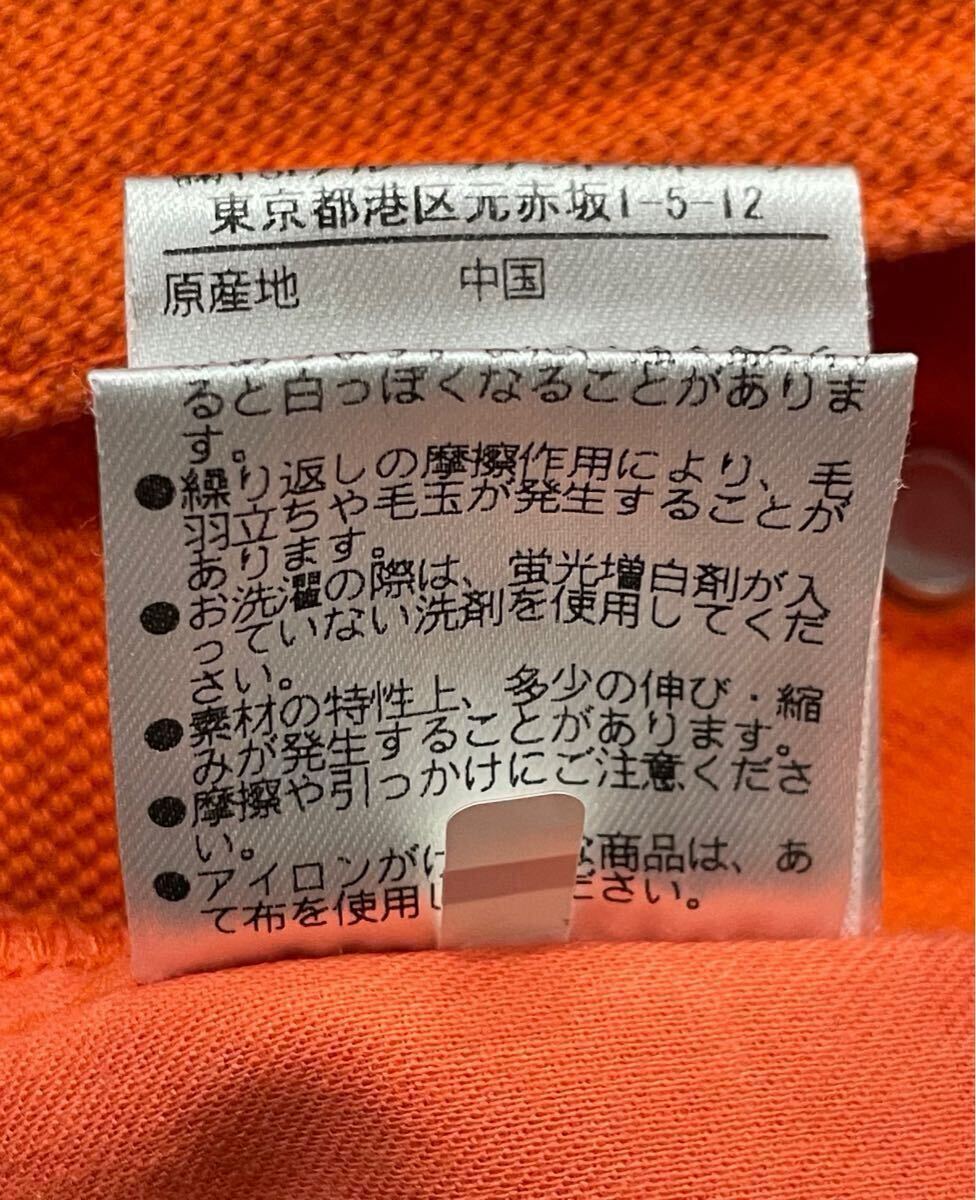 東京都港区元赤坂1-5-12
原産地 中国
ると白っぽくなることがありま
す。
●繰り返しの摩擦作用により、毛
羽立ちや毛玉が発生することが
あります。
●お洗濯の際は、蛍光増白剤が入
っていない洗剤を使用してくだ
さい。
●素材の特性上、多少の伸び・縮
みが発生することがあります。
●摩擦や引っかけにご注意くださ
い。
●アイロンがけ な商品は、あ
て布を使用し ださい。